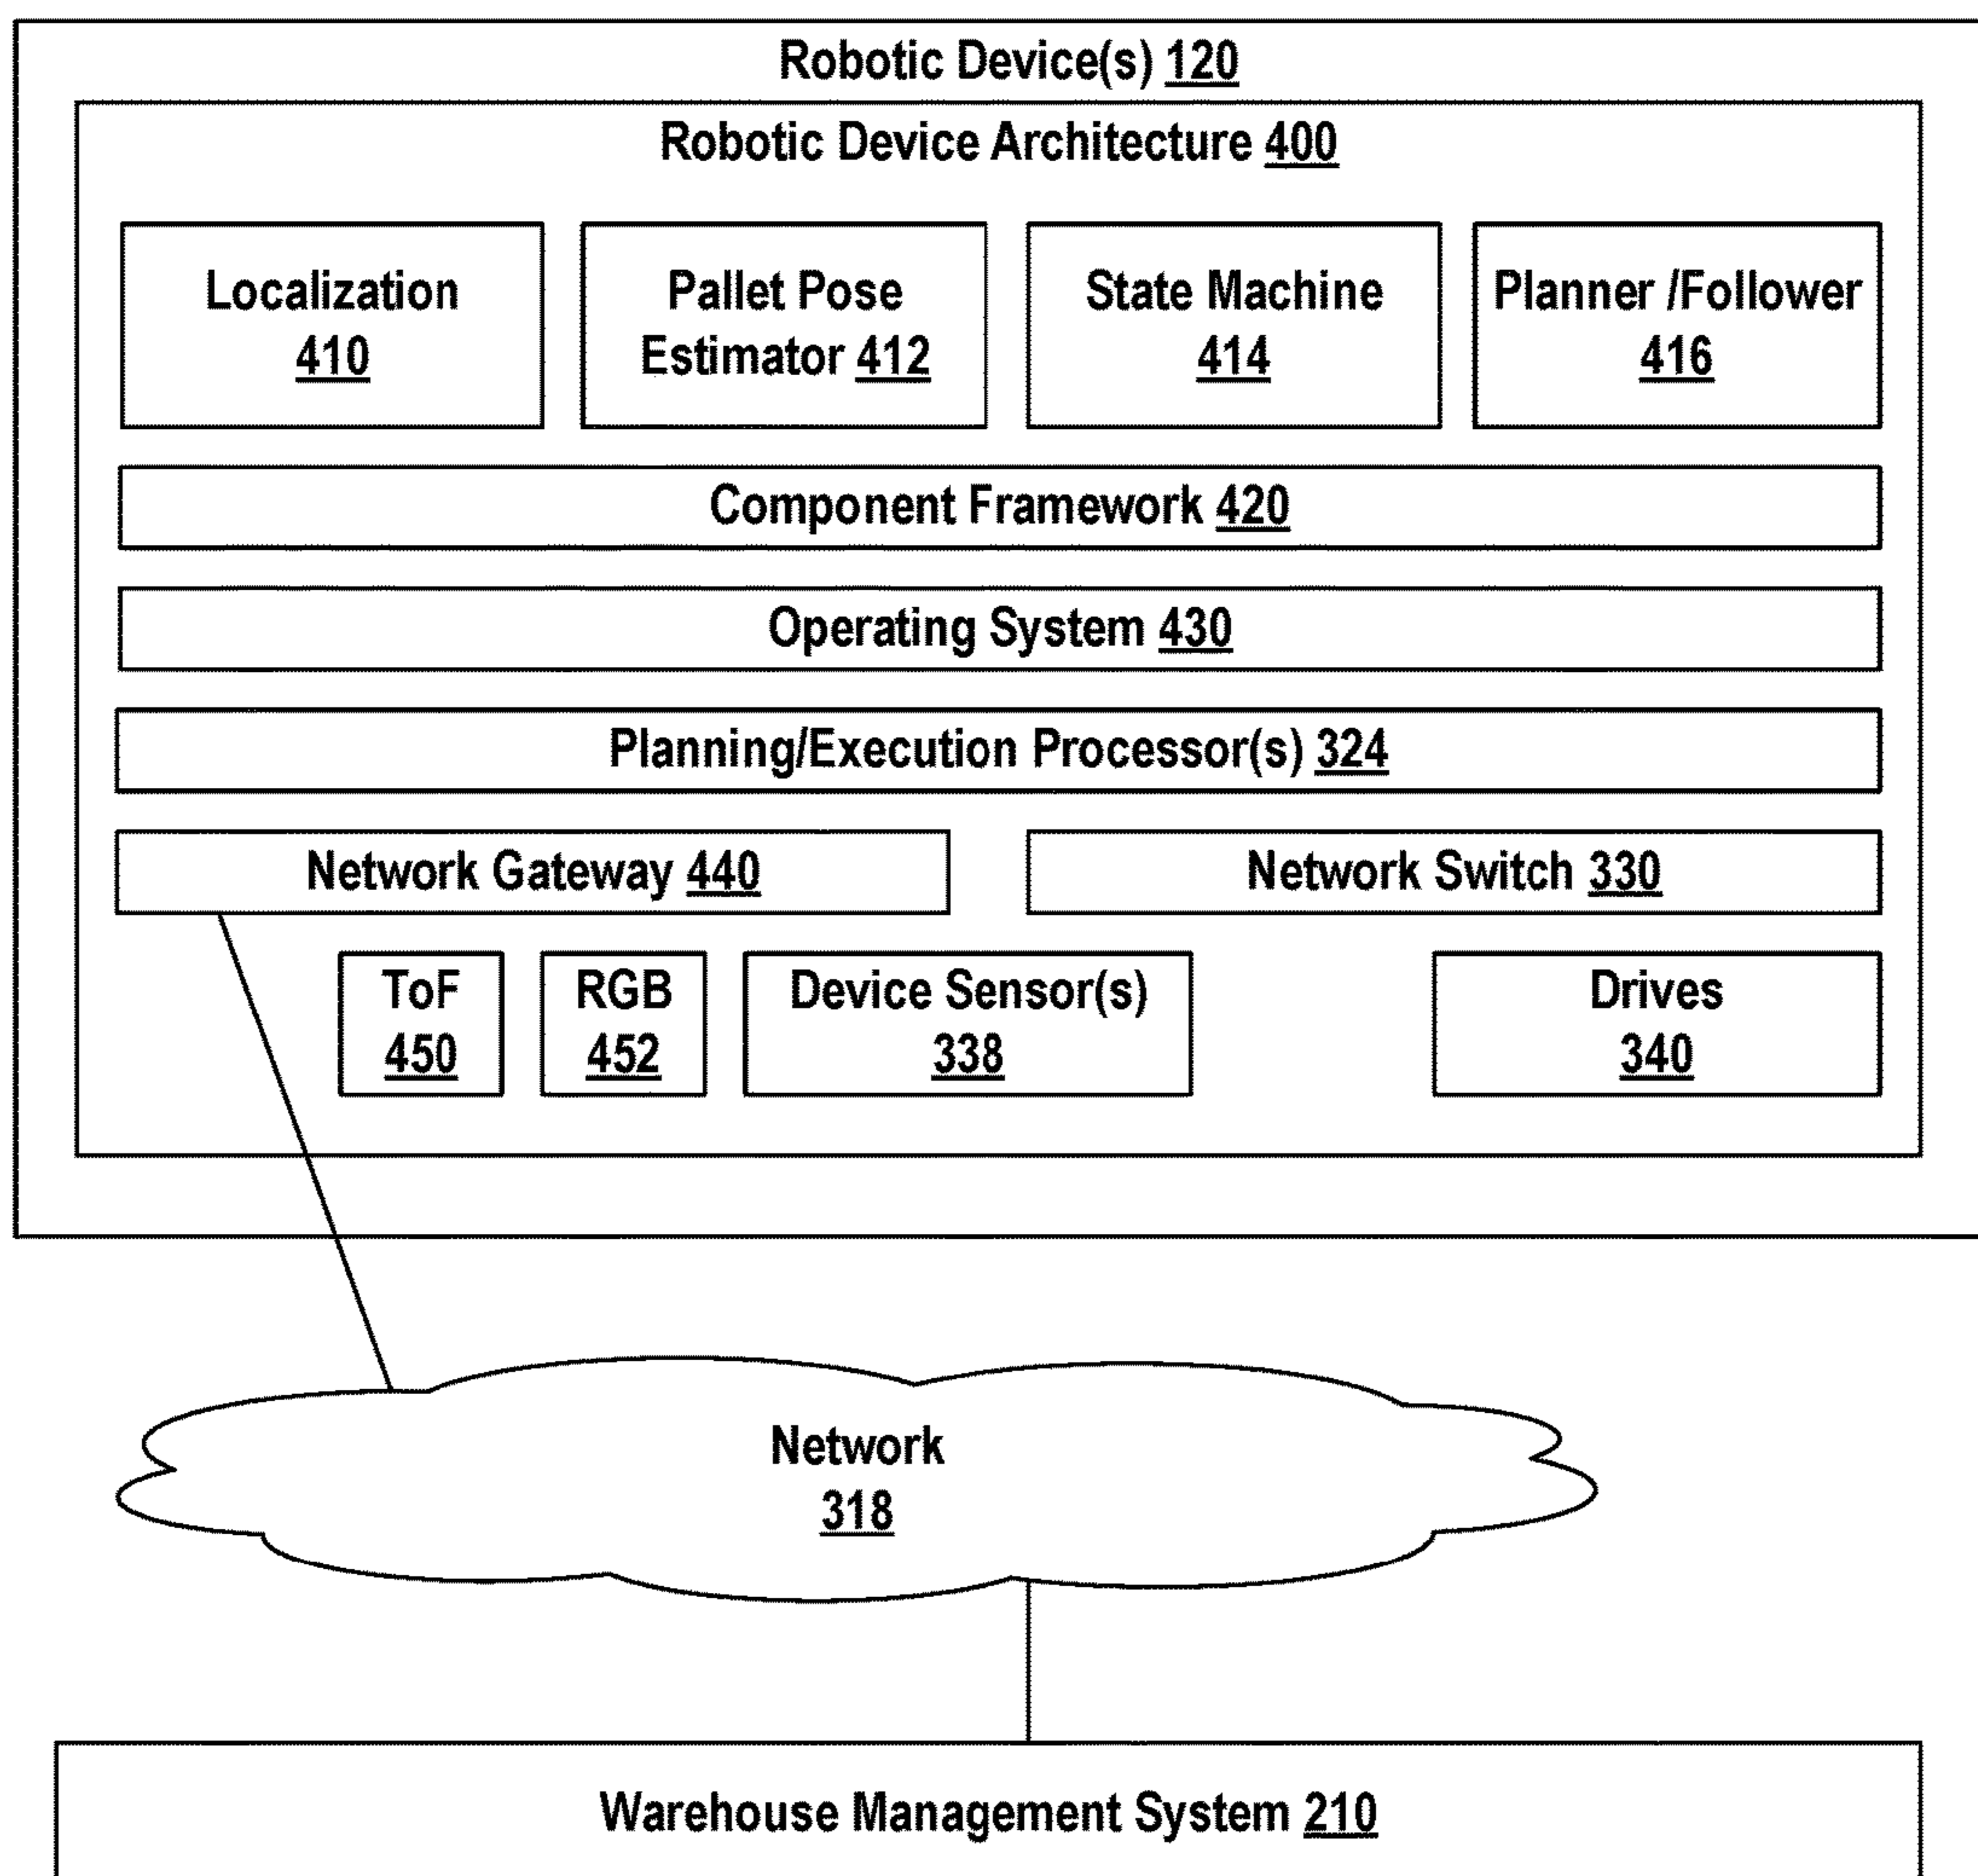 Robotic Device(s) 120
Robotic Device Architecture 400
Localization
410
Pallet Pose
Estimator 412
State Machine
414
Planner /Follower
416
Component Framework 420
Operating System 430
Planning/Execution Processor(s) 324
Network Gateway 440
Network Switch 330
ToF
450
RGB
452
Device Sensor(s)
338
Drives
340
Network
318
Warehouse Management System 210